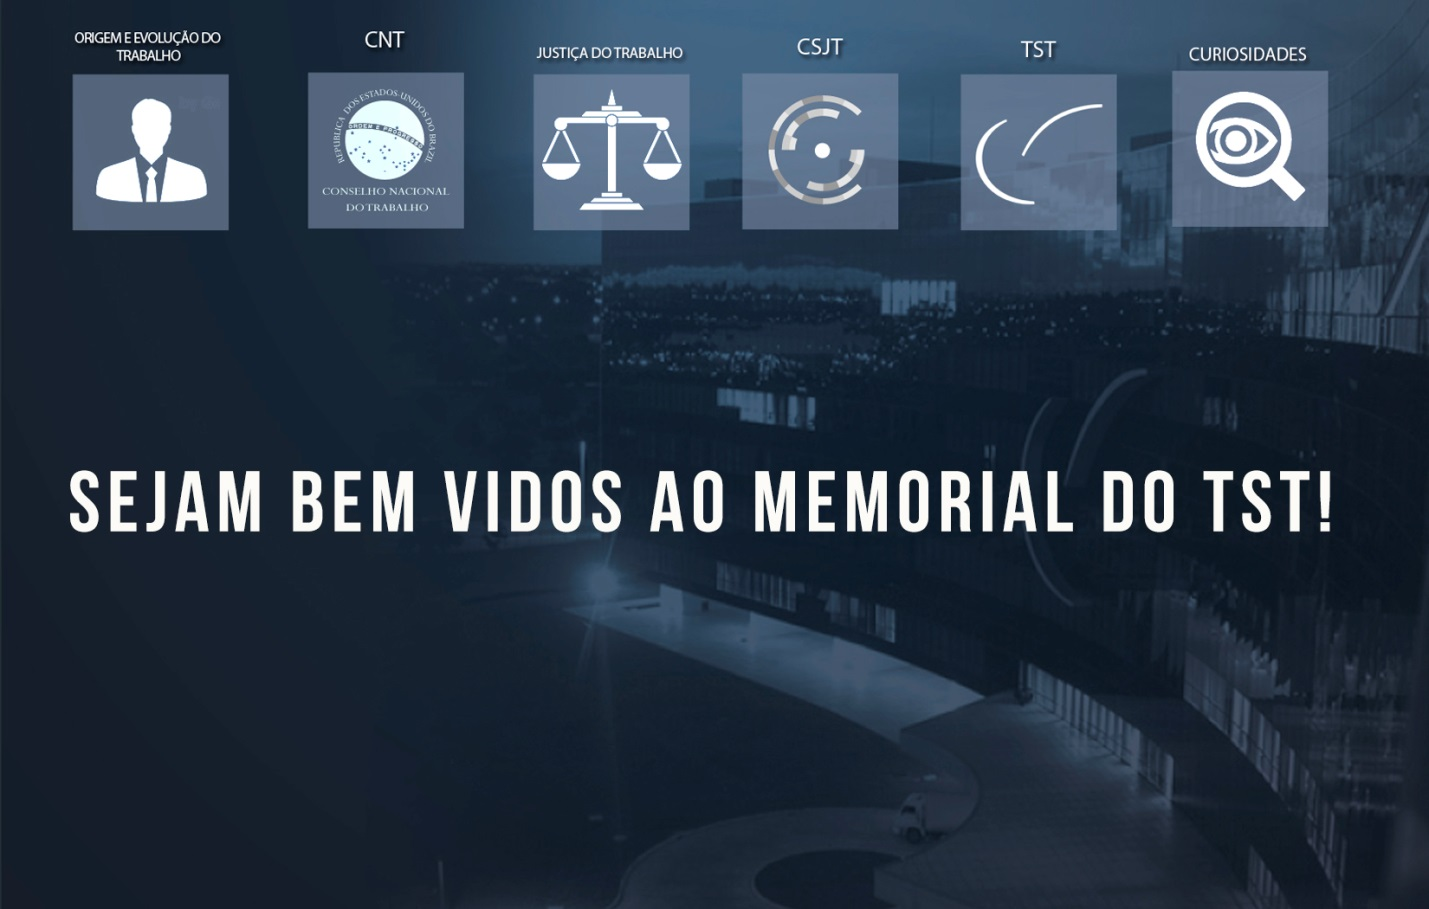 ORIGEM E EVOLUÇÃO DO
TRABALHO
CNT
JUSTIÇA DO TRABALHO
CSJT
TST
CURIOSIDADES
REPÚBLICA DOS ESTADOS-UNIDOS DO BRAZIL
ORDEM E PROGRESSO
CONSELHO NACIONAL
DO TRABALHO
SEJAM BEM VIDOS AO MEMORIAL DO TST!